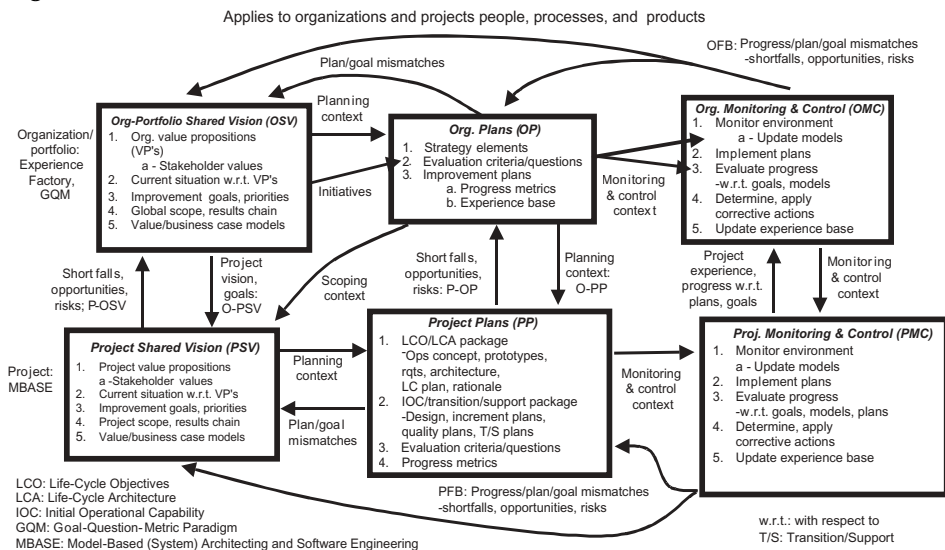 Applies to organizations and projects people, processes, and products
OFB: Progress/plan/goal mismatches
-shortfalls, opportunities, risks
Plan/goal mismatches
Organization/
portfolio:
Experience
Factory,
GQM
Org-Portfolio Shared Vision (OSV)
1. Org. value propositions
(VP's)
a - Stakeholder values
2. Current situation w.r.t. VP's
3. Improvement goals, priorities
4. Global scope, results chain
5. Value/business case models
Planning
context
Initiatives
Org. Plans (OP)
1. Strategy elements
2. Evaluation criteria/questions
3. Improvement plans
a. Progress metrics
b. Experience base
Monitoring
& control
context
Org. Monitoring & Control (OMC)
1. Monitor environment
a - Update models
2. Implement plans
3. Evaluate progress
-w.r.t. goals, models
4. Determine, apply
corrective actions
5. Update experience base
Short falls,
opportunities,
risks; P-OSV
Project
vision,
goals:
O-PSV
Scoping
context
Short falls,
opportunities,
risks: P-OP
Planning
context:
O-PP
Project
experience,
progress w.r.t.
plans, goals
Monitoring
& control
context
Project:
MBASE
Project Shared Vision (PSV)
1. Project value propositions
a -Stakeholder values
2. Current situation w.r.t. VP's
3. Improvement goals, priorities
4. Project scope, results chain
5. Value/business case models
Planning
context
Plan/goal
mismatches
Project Plans (PP)
1. LCO/LCA package
-Ops concept, prototypes,
rqts, architecture,
LC plan, rationale
2. IOC/transition/support package
-Design, increment plans,
quality plans, T/S plans
3. Evaluation criteria/questions
4. Progress metrics
Monitoring
& control
context
Proj. Monitoring & Control (PMC)
1. Monitor environment
a - Update models
2. Implement plans
3. Evaluate progress
-w.r.t. goals, models, plans
4. Determine, apply
corrective actions
5. Update experience base
PFB: Progress/plan/goal mismatches
-shortfalls, opportunities, risks
LCO: Life-Cycle Objectives
LCA: Life-Cycle Architecture
IOC: Initial Operational Capability
GQM: Goal-Question-Metric Paradigm
MBASE: Model-Based (System) Architecting and Software Engineering
w.r.t.: with respect to
T/S: Transition/Support